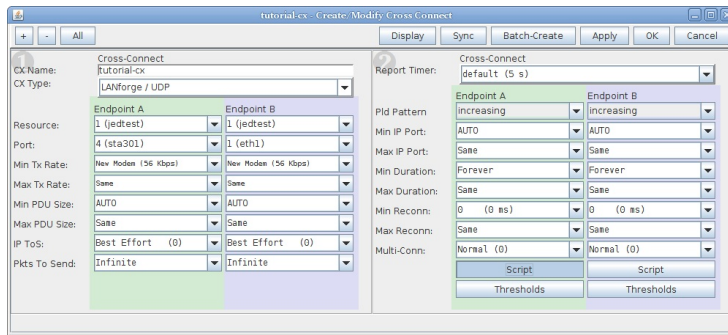 tutorial-cx - Create/Modify Cross Connect
+ - All Display Sync Batch-Create Apply OK Cancel
1
Cross-Connect
CX Name: tutorial-cx
CX Type: LANforge / UDP
Endpoint A Endpoint B
Resource: 1 (jedtest) 1 (jedtest)
Port: 4 (sta301) 1 (eth1)
Min Tx Rate: New Modem (56 Kbps) New Modem (56 Kbps)
Max Tx Rate: Same Same
Min PDU Size: AUTO AUTO
Max PDU Size: Same Same
IP ToS: Best Effort (0) Best Effort (0)
Pkts To Send: Infinite Infinite
2
Cross-Connect
Report Timer: default (5 s)
Endpoint A Endpoint B
Pld Pattern increasing increasing
Min IP Port: AUTO AUTO
Max IP Port: Same Same
Min Duration: Forever Forever
Max Duration: Same Same
Min Reconn: 0 (0 ms) 0 (0 ms)
Max Reconn: Same Same
Multi-Conn: Normal (0) Normal (0)
Script Script
Thresholds Thresholds